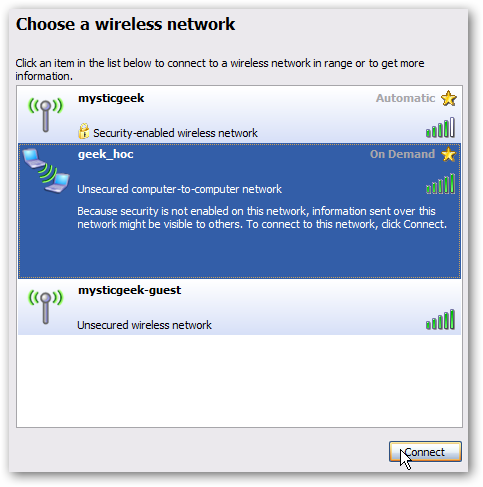 Choose a wireless network
Click an item in the list below to connect to a wireless network in range or to get more
information.
mysticgeek Automatic
Security-enabled wireless network
geek_hoc On Demand
Unsecured computer-to-computer network
Because security is not enabled on this network, information sent over this
network might be visible to others. To connect to this network, click Connect.
mysticgeek-guest
Unsecured wireless network
Connect